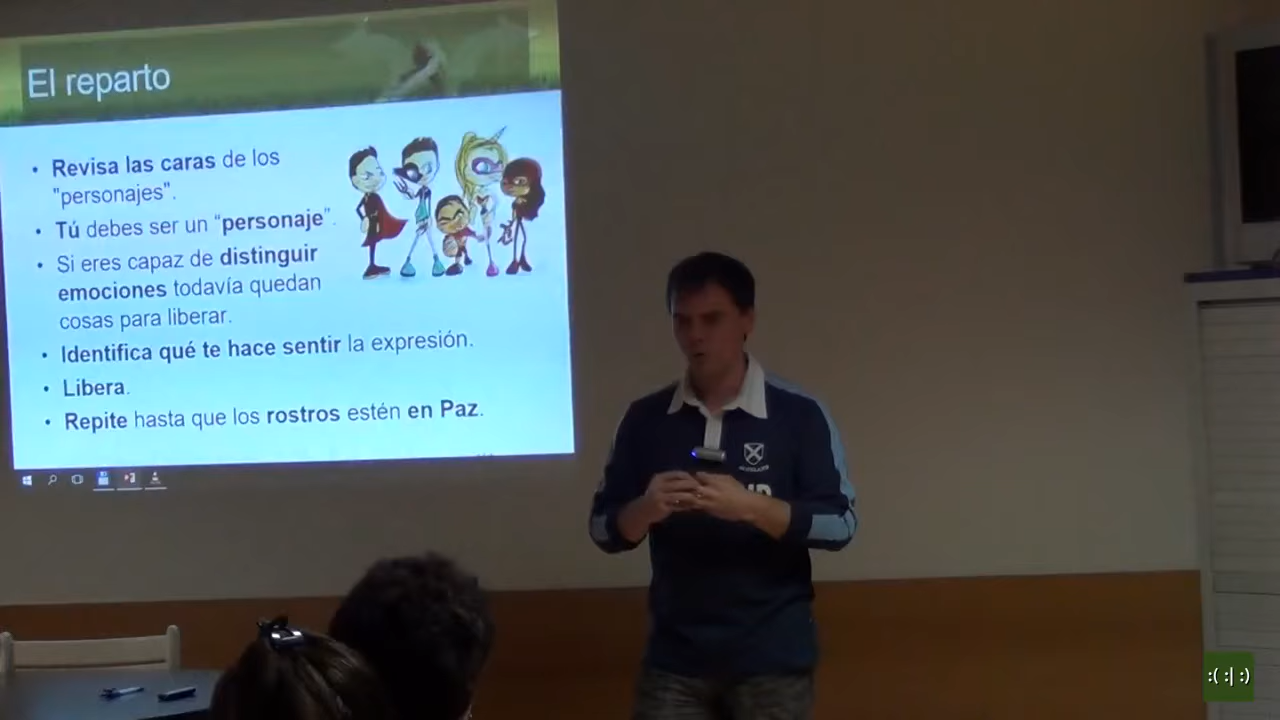 El reparto
• Revisa las caras de los
"personajes".
• Tú debes ser un “personaje”.
• Si eres capaz de distinguir
emociones todavía quedan
cosas para liberar.
• Identifica qué te hace sentir la expresión.
• Libera.
• Repite hasta que los rostros estén en Paz.
:( :| :)